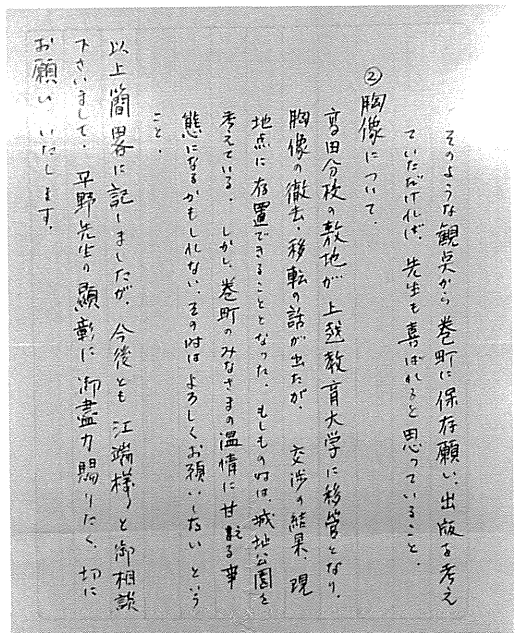 そのような観点から巻町に保存願い、出版を考え
ていただければ、先生も喜ばれると思っていること。
②胸像について。
高田分校の敷地が上越教育大学に移管となり、
胸像の撤去、移転の話が出たが、交渉の結果、現
地点に存置できることとなった。もしもの時は、城址公園を
考えている。しかし、巻町のみなさまの温情に甘える事
態になるかもしれない。その時はよろしくお願いしたいという
こと。
以上簡略に記しましたが、今後とも江端様と御相談
下さいまして、平野先生の顕彰に御盡力賜りたく、切に
お願いいたします。